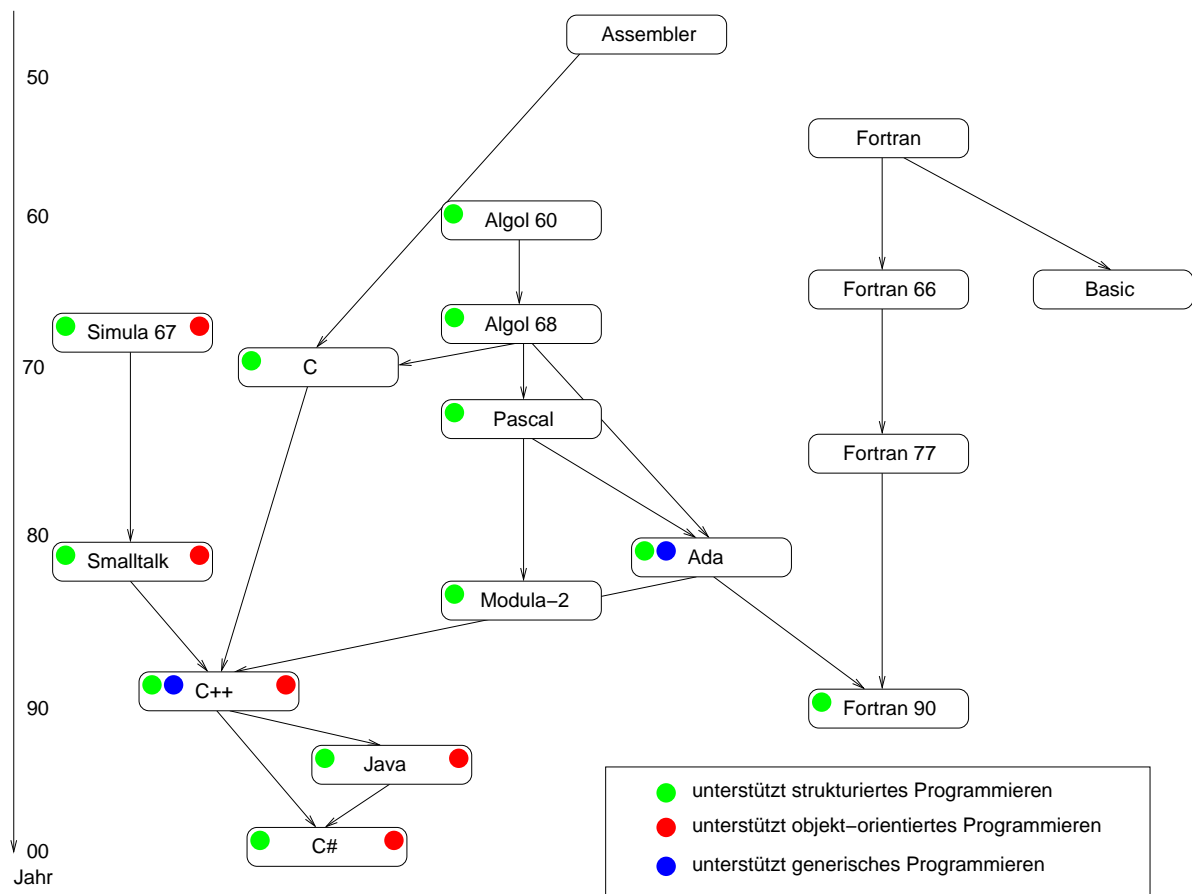 Assembler
50
Fortran
60
Algol 60
Fortran 66
Basic
Simula 67
Algol 68
70
C
Pascal
Fortran 77
80
Smalltalk
Ada
Modula−2
C++
90
Fortran 90
Java
unterstützt strukturiertes Programmieren
unterstützt objekt−orientiertes Programmieren
C#
00
unterstützt generisches Programmieren
Jahr